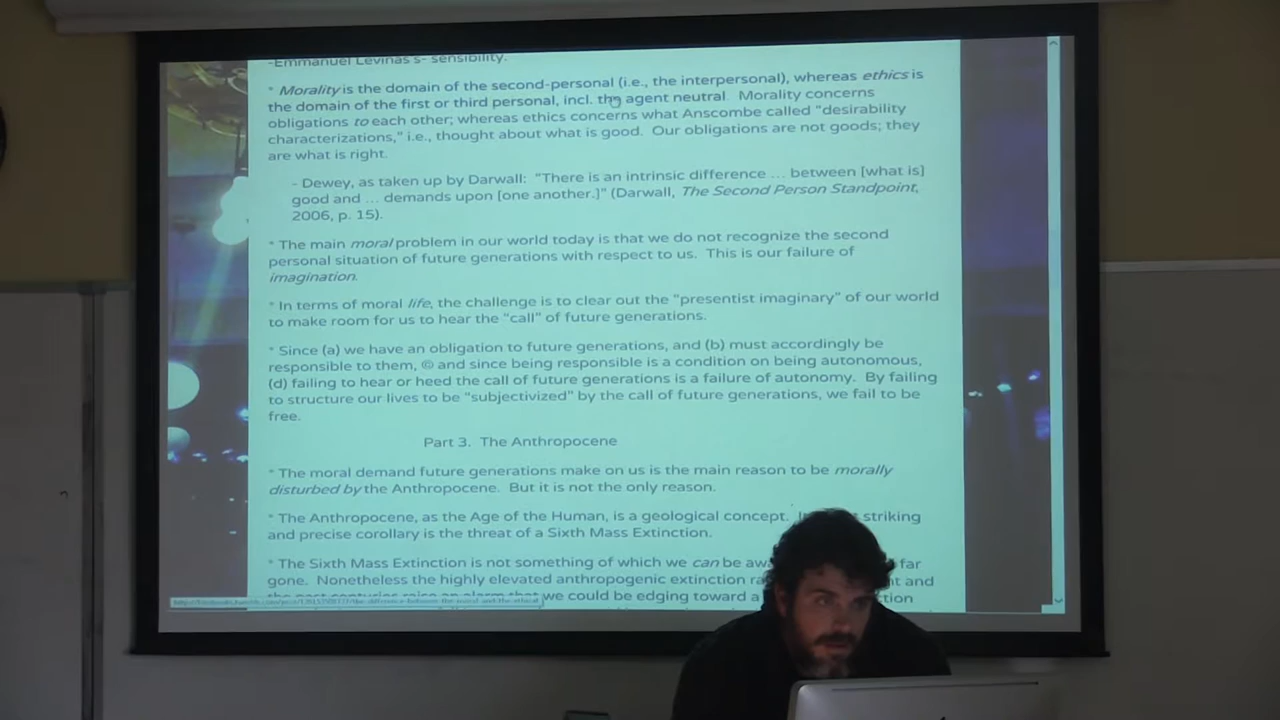 -Emmanuel Levinas's- sensibility.
* Morality is the domain of the second-personal (i.e., the interpersonal), whereas ethics is
the domain of the first or third personal, incl. the agent neutral. Morality concerns
obligations to each other; whereas ethics concerns what Anscombe called "desirability
characterizations," i.e., thought about what is good. Our obligations are not goods; they
are what is right.
- Dewey, as taken up by Darwall: "There is an intrinsic difference ... between [what is]
good and ... demands upon [one another.]" (Darwall, The Second Person Standpoint,
2006, p. 15).
* The main moral problem in our world today is that we do not recognize the second
personal situation of future generations with respect to us. This is our failure of
imagination.
* In terms of moral life, the challenge is to clear out the "presentist imaginary" of our world
to make room for us to hear the "call" of future generations.
* Since (a) we have an obligation to future generations, and (b) must accordingly be
responsible to them, © and since being responsible is a condition on being autonomous,
(d) failing to hear or heed the call of future generations is a failure of autonomy. By failing
to structure our lives to be "subjectivized" by the call of future generations, we fail to be
free.
Part 3. The Anthropocene
* The moral demand future generations make on us is the main reason to be morally
disturbed by the Anthropocene. But it is not the only reason.
* The Anthropocene, as the Age of the Human, is a geological concept. striking
and precise corollary is the threat of a Sixth Mass Extinction.
* The Sixth Mass Extinction is not something of which we can be far
gone. Nonetheless the highly elevated anthropogenic extinction and
we could be edging toward a